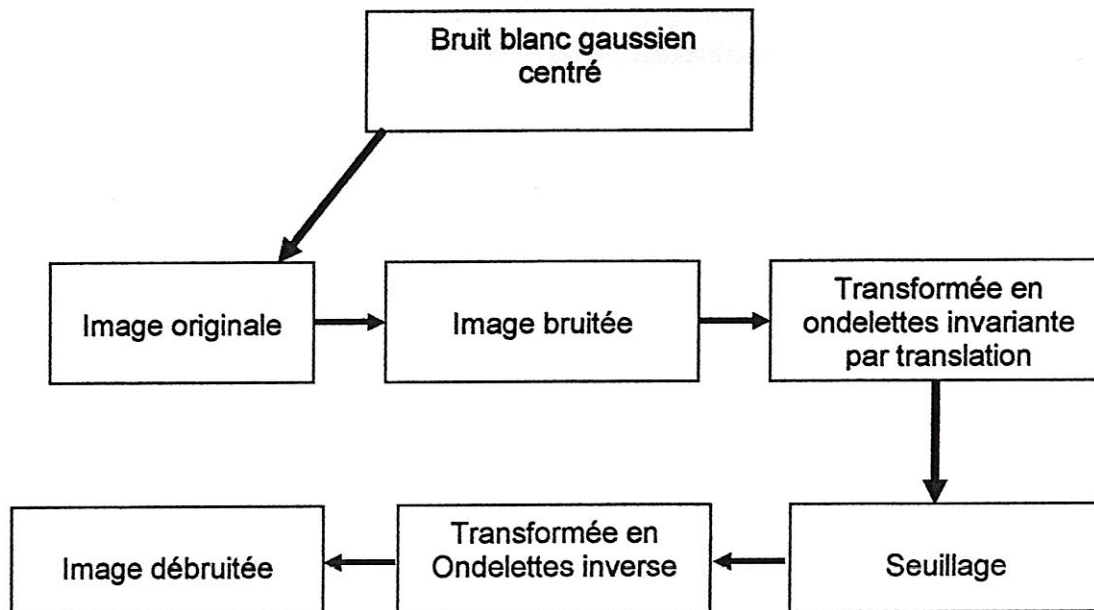 Bruit blanc gaussien
centré
Image originale
Image bruitée
Transformée en
ondelettes invariante
par translation
Seuillage
Transformée en
Ondelettes inverse
Image débruitée